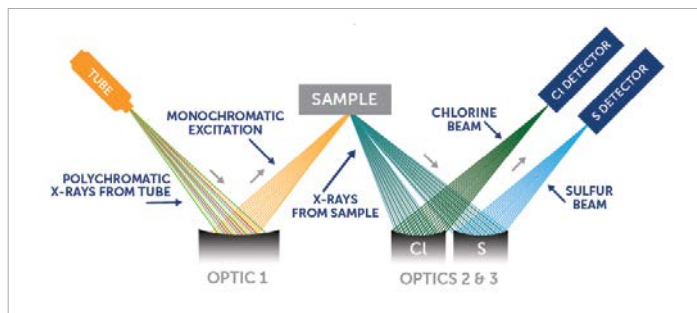 TUBE
SAMPLE
Cl DETECTOR
S DETECTOR
MONOCHROMATIC
EXCITATION
CHLORINE
BEAM
POLYCHROMATIC
X-RAYS FROM TUBE
X-RAYS
FROM SAMPLE
SULFUR
BEAM
Cl
S
OPTIC 1
OPTICS 2 & 3